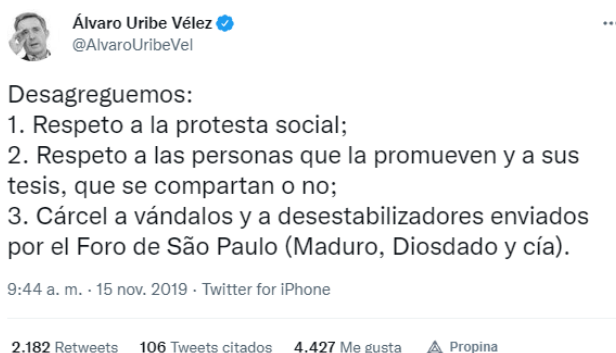 Álvaro Uribe Vélez
@AlvaroUribeVel
Desagreguemos:
1. Respeto a la protesta social;
2. Respeto a las personas que la promueven y a sus
tesis, que se compartan o no;
3. Cárcel a vándalos y a desestabilizadores enviados
por el Foro de São Paulo (Maduro, Diosdado y cía).
9:44 a. m. · 15 nov. 2019 · Twitter for iPhone
2.182 Retweets 106 Tweets citados 4.427 Me gusta Propina